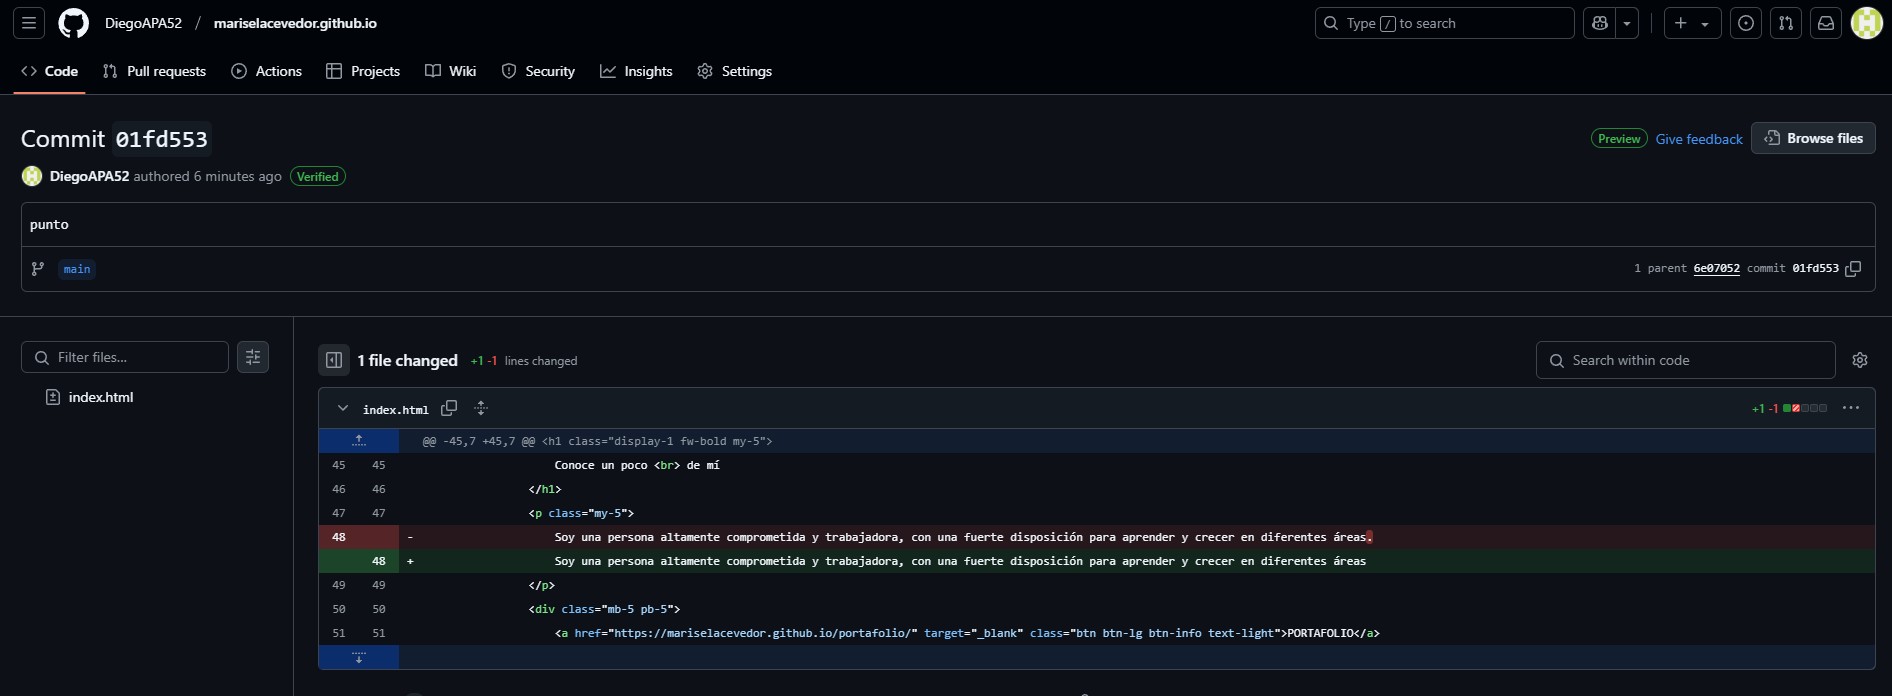 DiegoAPA52 / mariselacevedor.github.io
Type / to search
Code Pull requests Actions Projects Wiki Security Insights Settings
Commit 01fd553
Preview Give feedback Browse files
DiegoAPA52 authored 6 minutes ago Verified
punto
main
1 parent 6e07052 commit 01fd553
Filter files...
index.html
1 file changed +1 -1 lines changed
Search within code
index.html
+1 -1
@@ -45,7 +45,7 @@ <h1 class="display-1 fw-bold my-5">
45 45 Conoce un poco <br> de mí
46 46 </h1>
47 47 <p class="my-5">
48 - Soy una persona altamente comprometida y trabajadora, con una fuerte disposición para aprender y crecer en diferentes áreas.
48 + Soy una persona altamente comprometida y trabajadora, con una fuerte disposición para aprender y crecer en diferentes áreas
49 49 </p>
50 50 <div class="mb-5 pb-5">
51 51 <a href="https://mariselacevedor.github.io/portafolio/" target="_blank" class="btn btn-lg btn-info text-light">PORTAFOLIO</a>